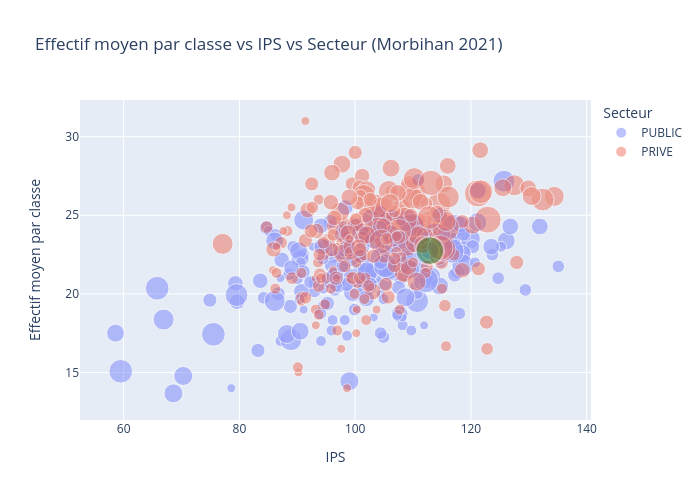 Effectif moyen par classe vs IPS vs Secteur (Morbihan 2021)
Secteur
PUBLIC
PRIVE
Effectif moyen par classe
30
25
20
15
60 80 100 120 140
IPS